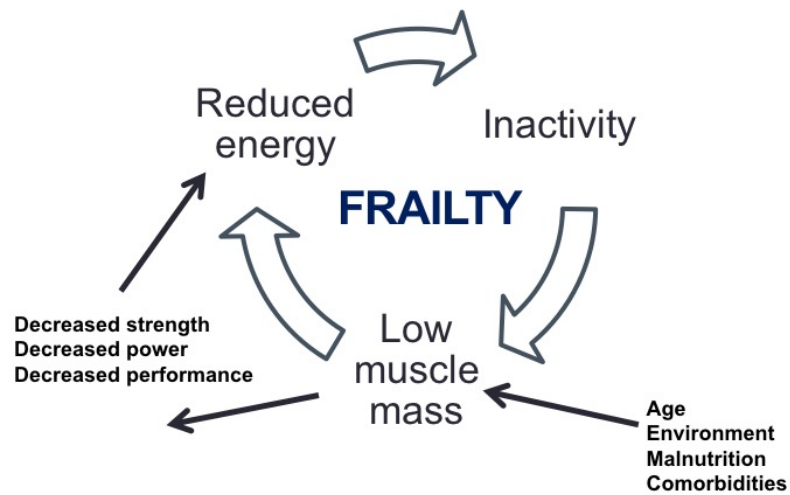 Reduced
energy
Inactivity
FRAILTY
Decreased strength
Decreased power
Decreased performance
Low
muscle
mass
Age
Environment
Malnutrition
Comorbidities